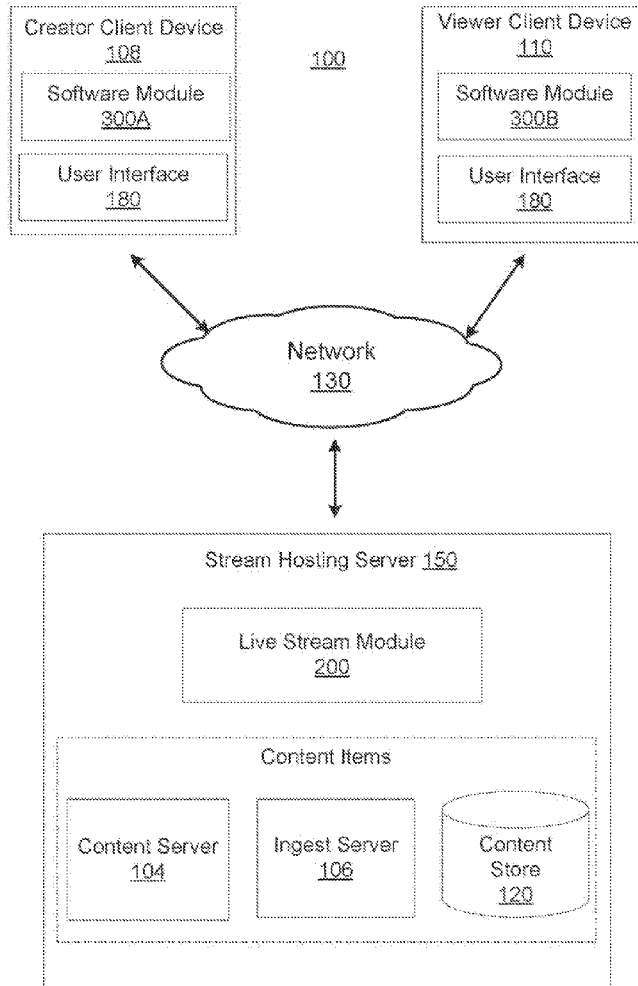 Creator Client Device
108
Software Module
300A
User Interface
180
100
Viewer Client Device
110
Software Module
300B
User Interface
180
Network
130
Stream Hosting Server 150
Live Stream Module
200
Content Items
Content Server
104
Ingest Server
106
Content
Store
120